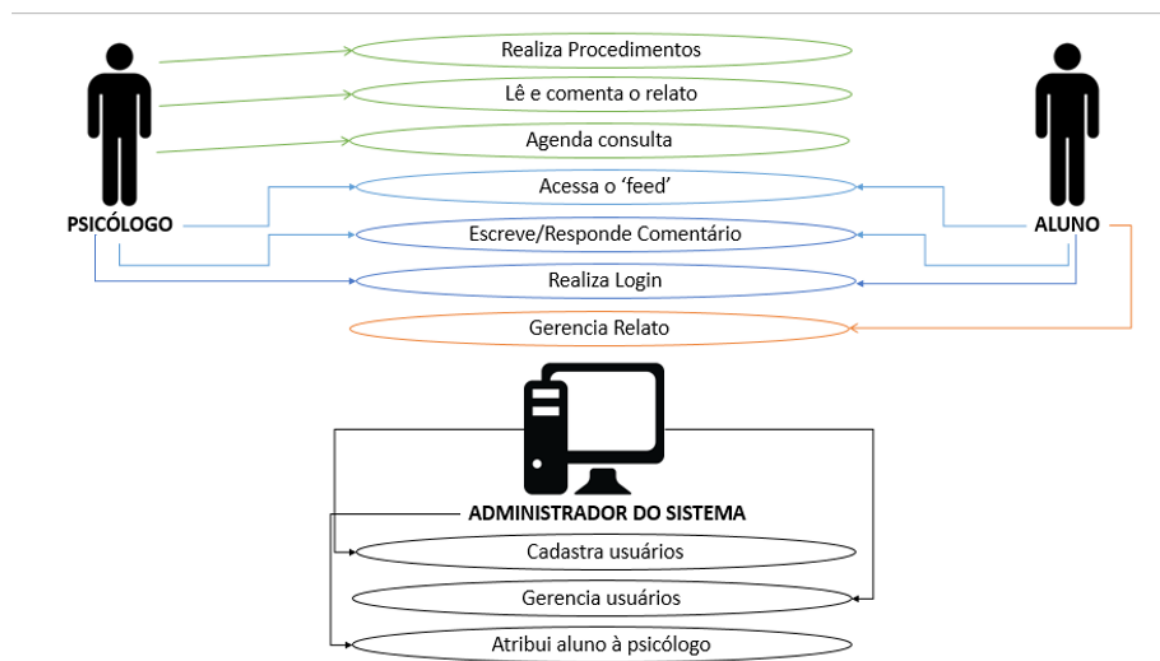 Realiza Procedimentos
Lê e comenta o relato
Agenda consulta
Acessa o ‘feed’
PSICÓLOGO
ALUNO
Escreve/Responde Comentário
Realiza Login
Gerencia Relato
ADMINISTRADOR DO SISTEMA
Cadastra usuários
Gerencia usuários
Atribui aluno à psicólogo